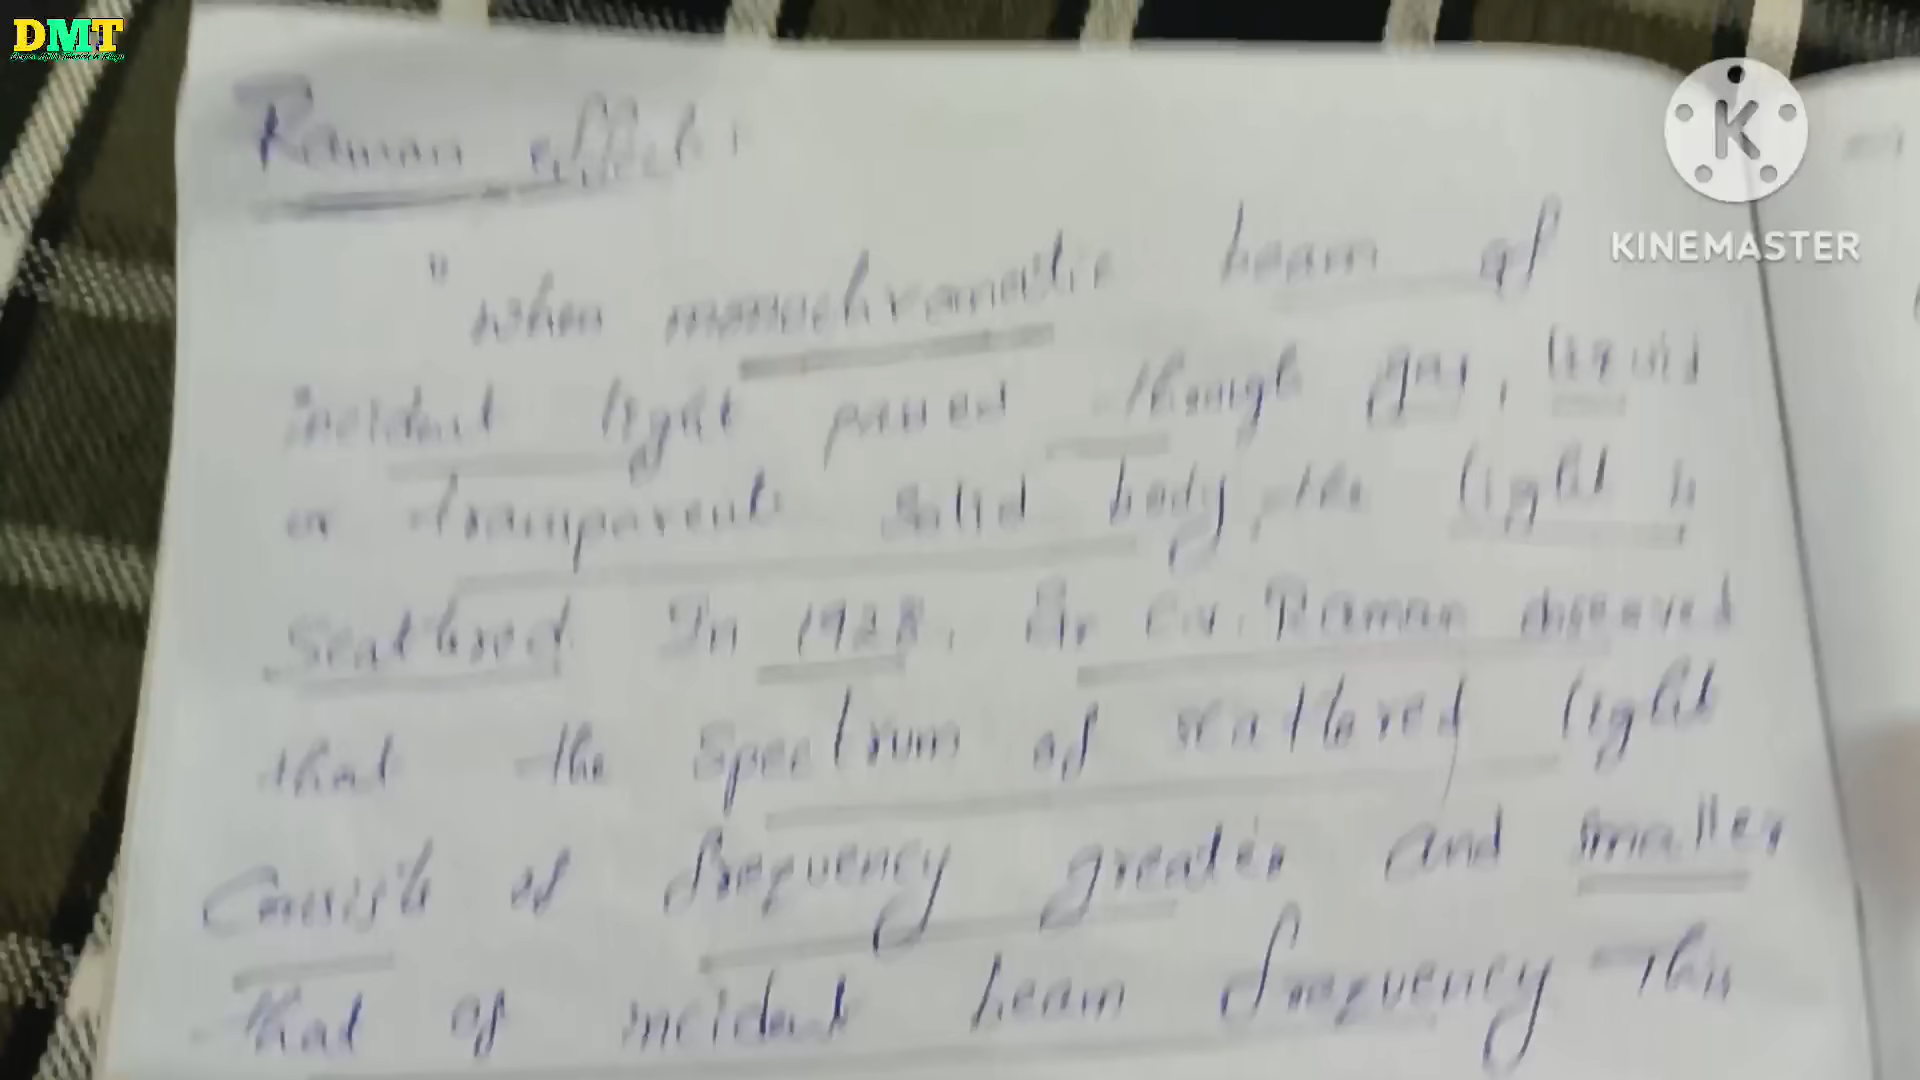 DMT
KINEMASTER
Raman effect :
" when monochromatic beam of
incident light passed through gas, liquid
or transparent solid body, the light is
Scattered In 1928, Sr C.V. Raman observed
that the spectrum of scattered light
Consists of frequency greater and smaller
that of incident beam frequency This